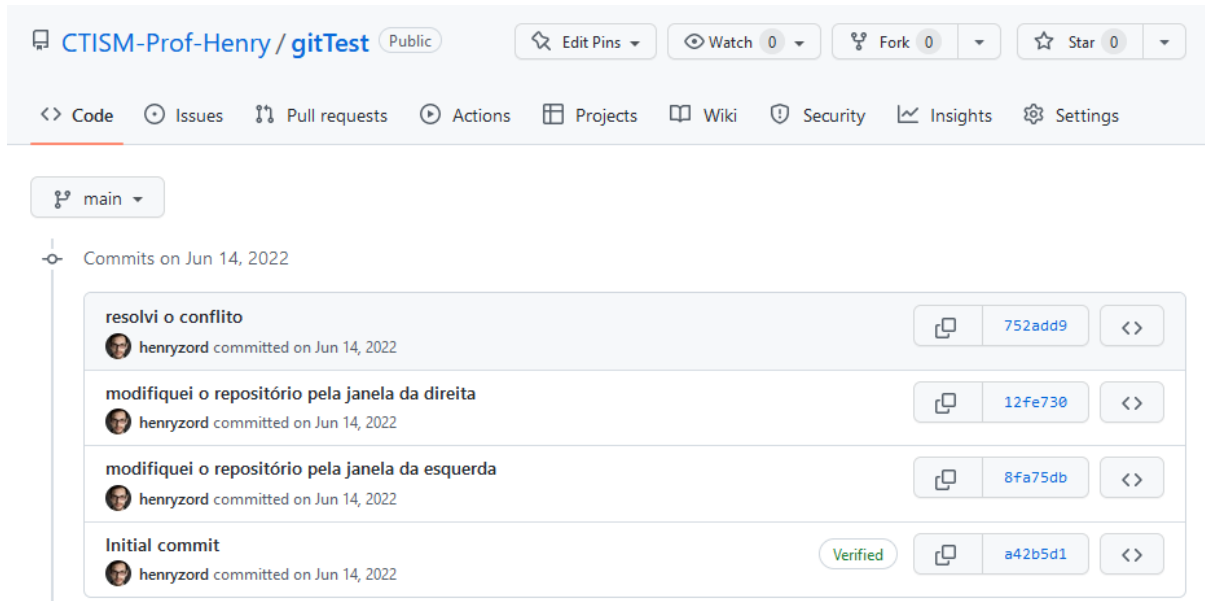 CTISM-Prof-Henry / gitTest Public Edit Pins Watch 0 Fork 0 Star 0
Code Issues Pull requests Actions Projects Wiki Security Insights Settings
main
Commits on Jun 14, 2022
resolvi o conflito
henryzord committed on Jun 14, 2022
752add9
modifiquei o repositório pela janela da direita
henryzord committed on Jun 14, 2022
12fe730
modifiquei o repositório pela janela da esquerda
henryzord committed on Jun 14, 2022
8fa75db
Initial commit
henryzord committed on Jun 14, 2022
Verified a42b5d1